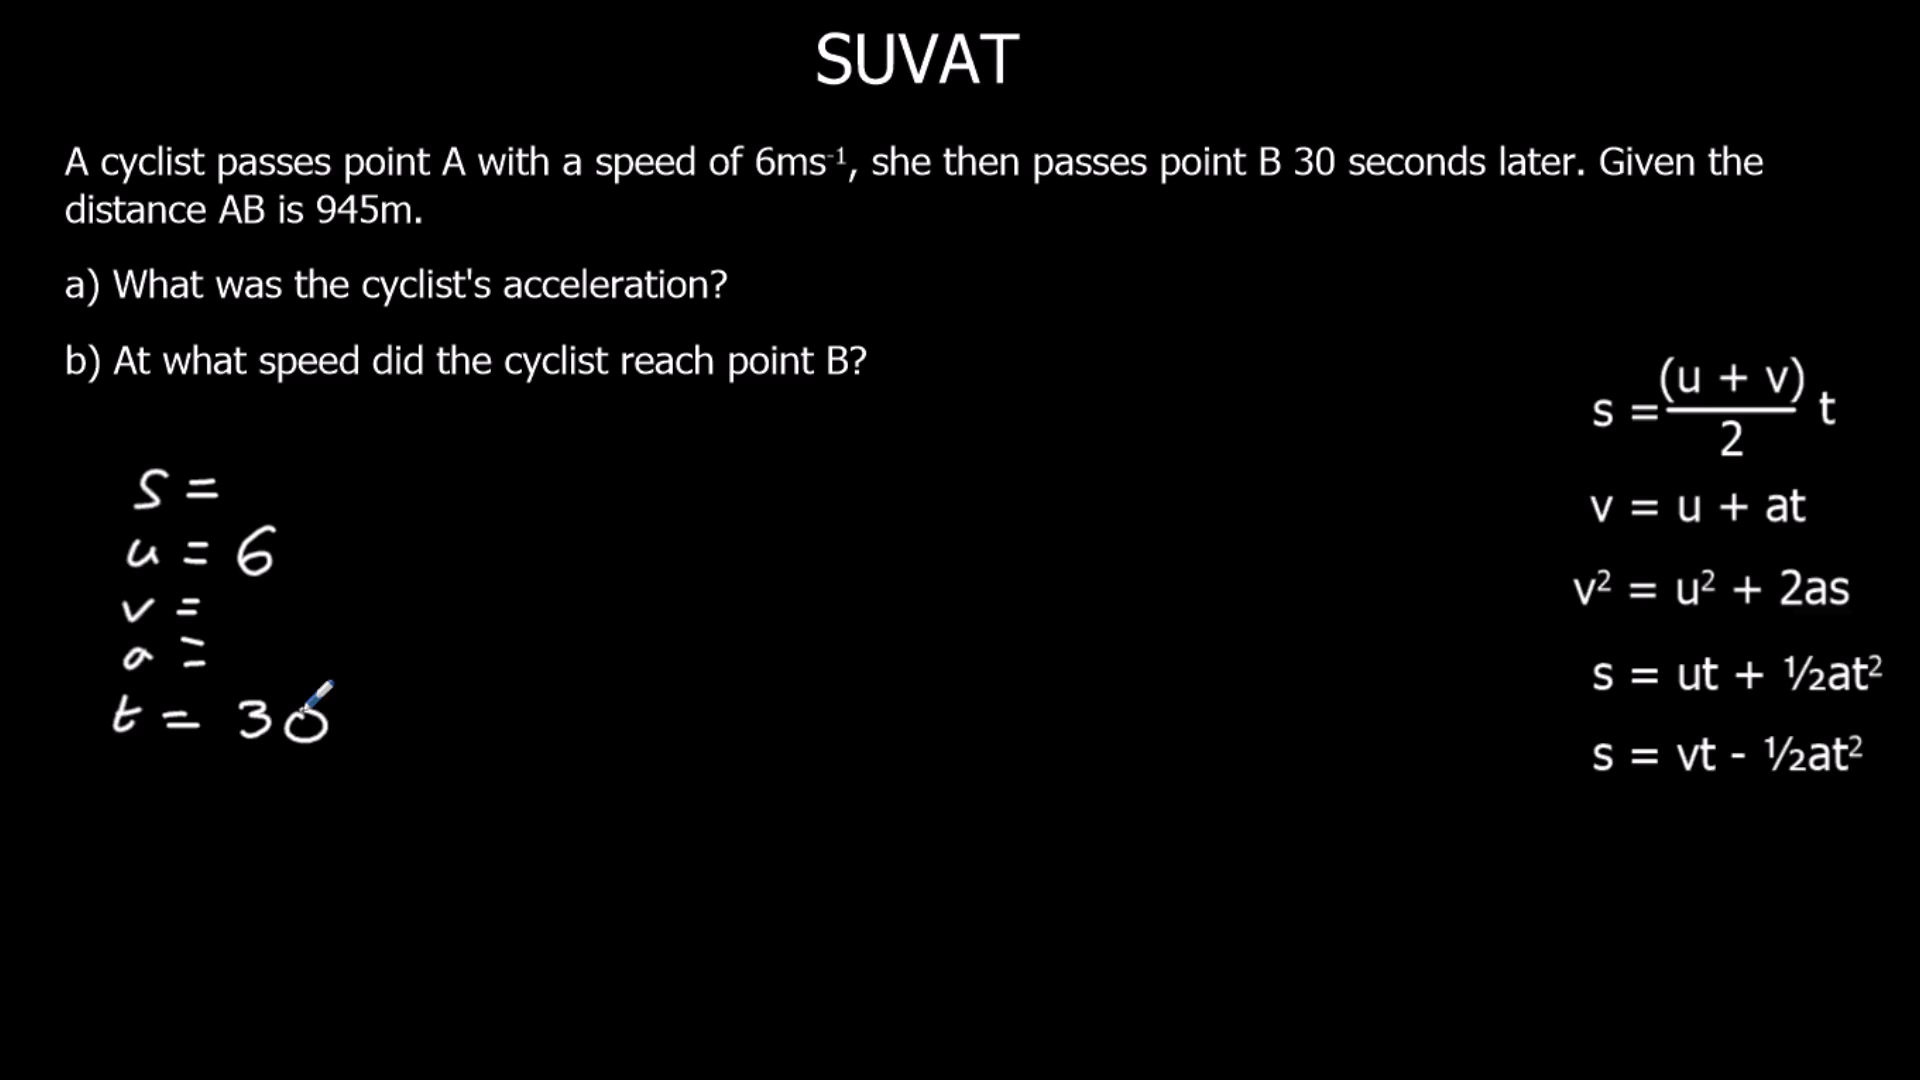 SUVAT
A cyclist passes point A with a speed of 6ms⁻¹, she then passes point B 30 seconds later. Given the
distance AB is 945m.
a) What was the cyclist's acceleration?
b) At what speed did the cyclist reach point B?
s = (u + v)/2 t
v = u + at
v² = u² + 2as
s = ut + ½at²
s = vt - ½at²
s =
u = 6
v =
a =
t = 30